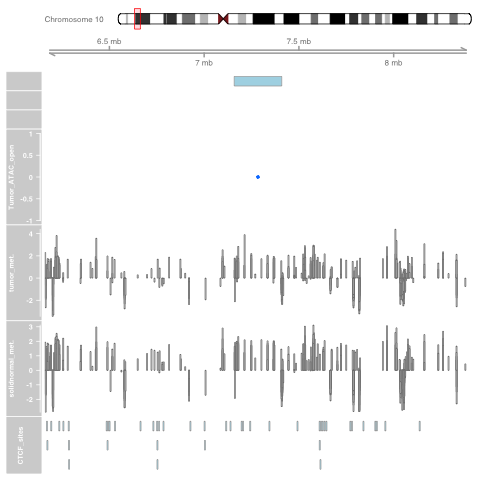 Chromosome 10
6.5 mb
7.5 mb
7 mb
8 mb
Tumor_ATAC_open
1
0.5
0
-0.5
-1
tumor_met.
4
2
0
-2
solidnormal_met.
3
2
1
0
-1
-2
CTCF_sites